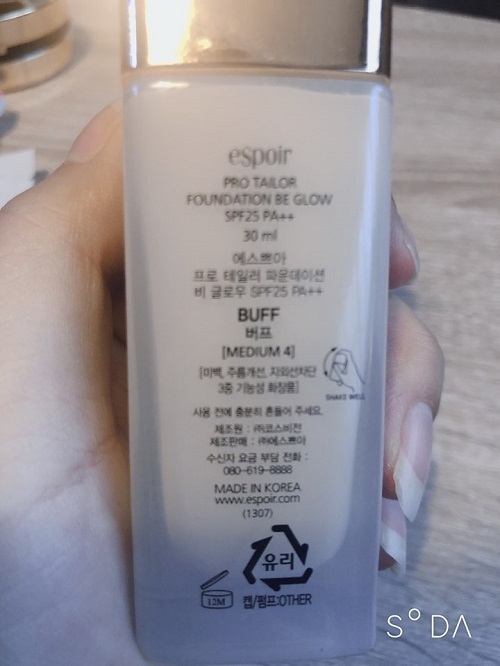 espoir
PRO TAILOR
FOUNDATION BE GLOW
SPF25 PA++
30 ml
에스쁘아
프로 테일러 파운데이션
비 글로우 SPF25 PA++
BUFF
버프
[MEDIUM 4]
[미백, 주름개선, 자외선차단
3중 기능성 화장품]
SHAKE WELL
사용 전에 충분히 흔들어 주세요.
제조원 : ㈜코스비전
제조판매 : ㈜에스쁘아
수신자 요금 부담 전화 :
080-619-8888
MADE IN KOREA
www.espoir.com
(1307)
유리
12M
캡/펌프:OTHER
S°DA